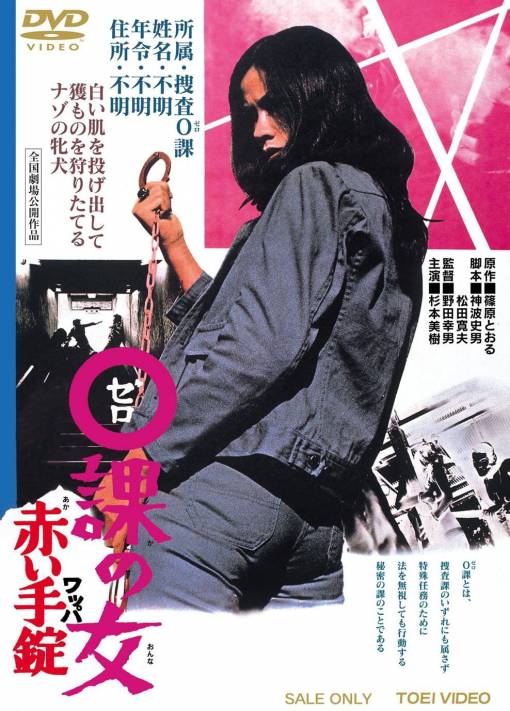 DVD
VIDEO
所属・捜査0課
ゼロ
姓名・不明
年令・不明
住所・不明
白い肌を投げ出して
獲ものを狩りたてる
ナゾの牝犬
全国劇場公開作品
原作■篠原とおる
脚本■神波史男
松田寛夫
監督■野田幸男
主演■杉本美樹
0課の女
ゼロ
か
おんな
赤い手錠
あか
ワッパ
0課とは、
ゼロ
捜査課のいずれにも属さず
特殊任務のために
法を無視しても行動する
秘密の課のことである
SALE ONLY
TOEI VIDEO